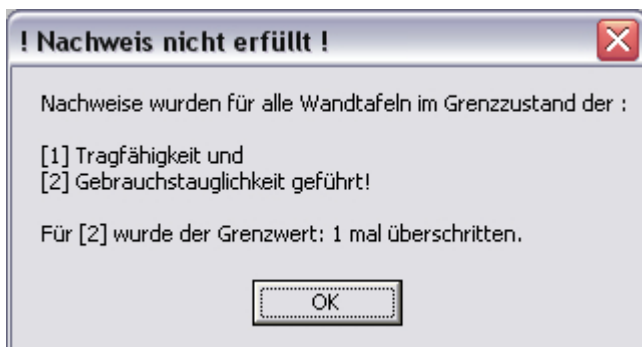 ! Nachweis nicht erfüllt !
Nachweise wurden für alle Wandtafeln im Grenzzustand der :
[1] Tragfähigkeit und
[2] Gebrauchstauglichkeit geführt!
Für [2] wurde der Grenzwert: 1 mal überschritten.
OK